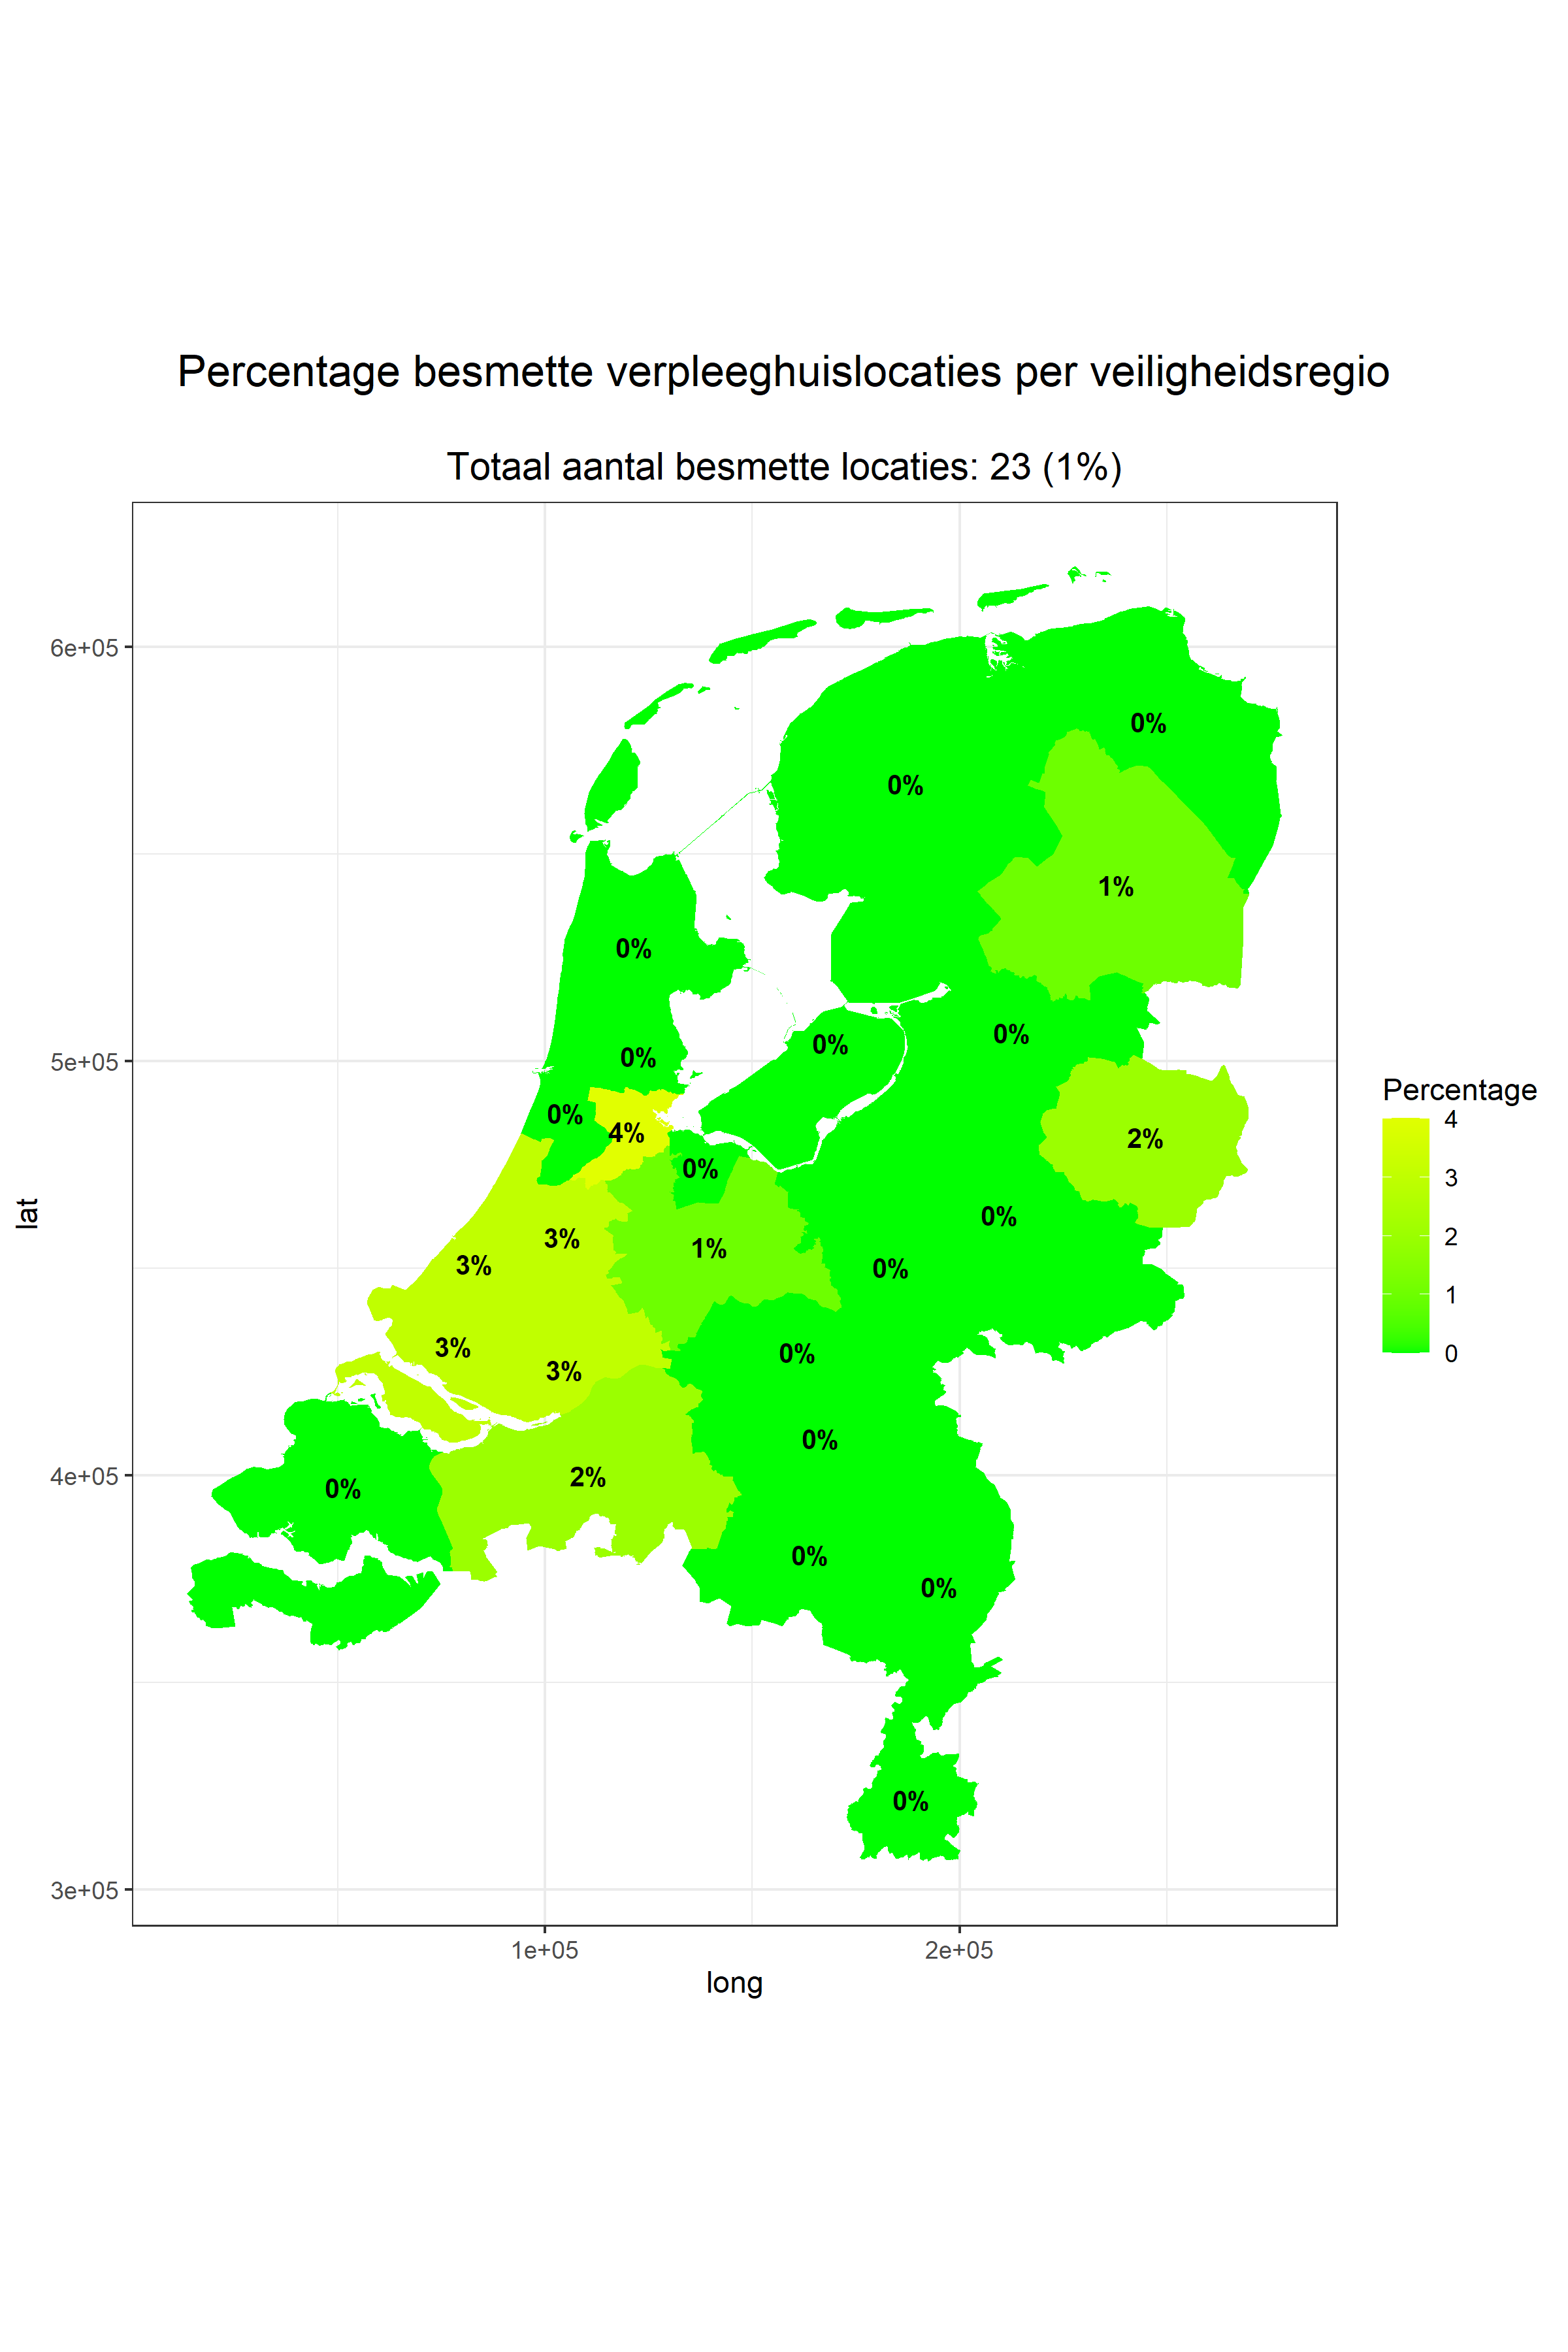 Percentage besmette verpleeghuislocaties per veiligheidsregio
Totaal aantal besmette locaties: 23 (1%)
lat
6e+05
5e+05
4e+05
3e+05
0%
0%
1%
0%
0%
0%
0%
0%
4%
2%
0%
0%
1%
3%
3%
0%
3%
0%
3%
0%
2%
0%
0%
0%
0%
1e+05
2e+05
long
Percentage
4
3
2
1
0